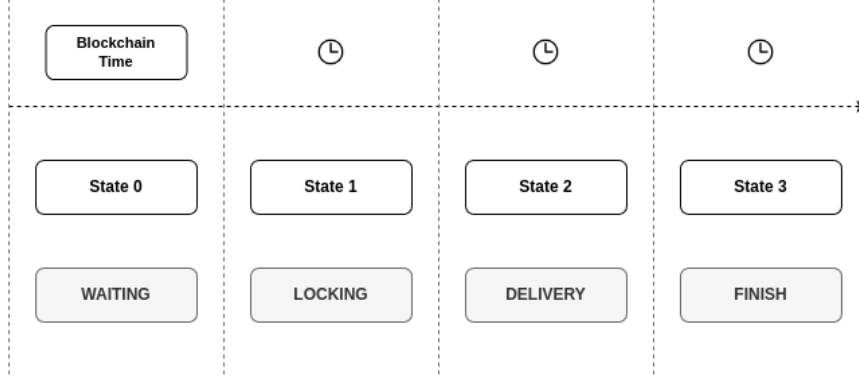 Blockchain
Time
State 0
State 1
State 2
State 3
WAITING
LOCKING
DELIVERY
FINISH